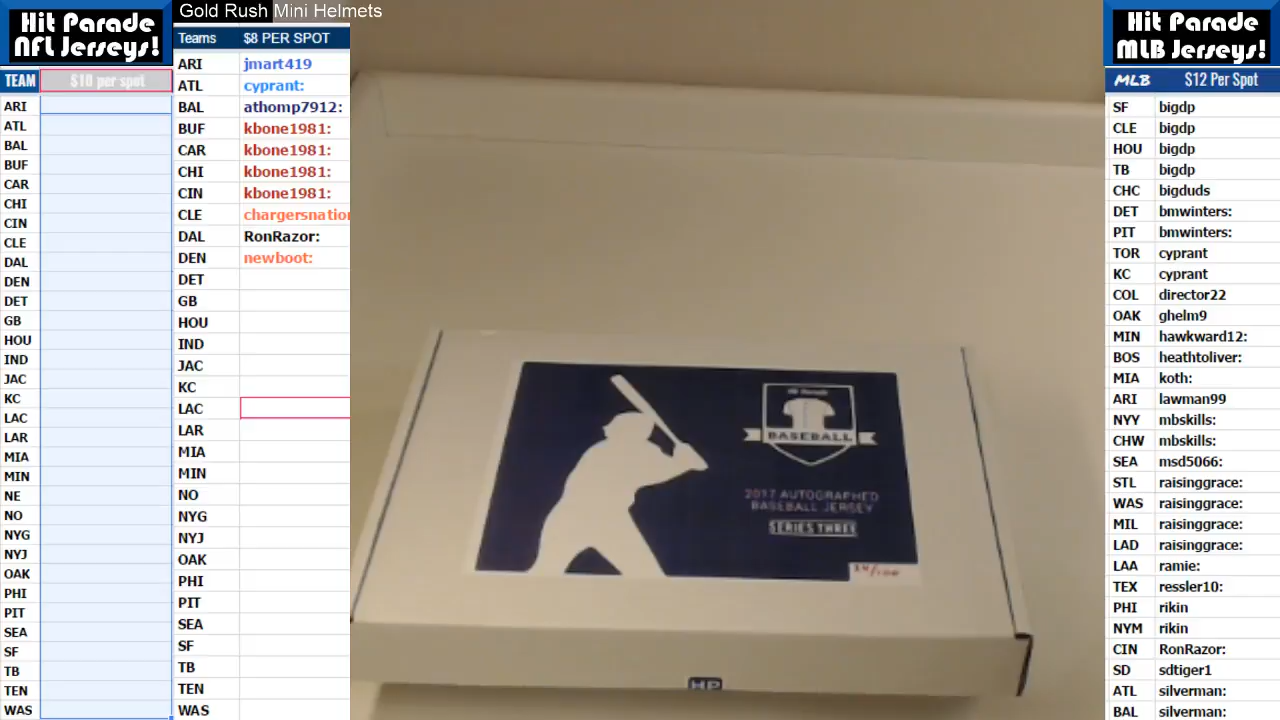 Hit Parade
NFL Jerseys!
TEAM $10 per spot
ARI
ATL
BAL
BUF
CAR
CHI
CIN
CLE
DAL
DEN
DET
GB
HOU
IND
JAC
KC
LAC
LAR
MIA
MIN
NE
NO
NYG
NYJ
OAK
PHI
PIT
SEA
SF
TB
TEN
WAS
Gold Rush Mini Helmets
Teams $8 PER SPOT
ARI jmart419
ATL cyprant:
BAL athomp7912:
BUF kbone1981:
CAR kbone1981:
CHI kbone1981:
CIN kbone1981:
CLE chargersnation
DAL RonRazor:
DEN newboot:
DET
GB
HOU
IND
JAC
KC
LAC
LAR
MIA
MIN
NO
NYG
NYJ
OAK
PHI
PIT
SEA
SF
TB
TEN
WAS
BASEBALL
2017 AUTOGRAPHED
BASEBALL JERSEY
SERIES THREE
HP
Hit Parade
MLB Jerseys!
MLB $12 Per Spot
SF bigdp
CLE bigdp
HOU bigdp
TB bigdp
CHC bigduds
DET bmwinters:
PIT bmwinters:
TOR cyprant
KC cyprant
COL director22
OAK ghelm9
MIN hawkward12:
BOS heathtoliver:
MIA koth:
ARI lawman99
NYY mbskills:
CHW mbskills:
SEA msd5066:
STL raisinggrace:
WAS raisinggrace:
MIL raisinggrace:
LAD raisinggrace:
LAA ramie:
TEX ressler10:
PHI rikin
NYM rikin
CIN RonRazor:
SD sdtiger1
ATL silverman:
BAL silverman: